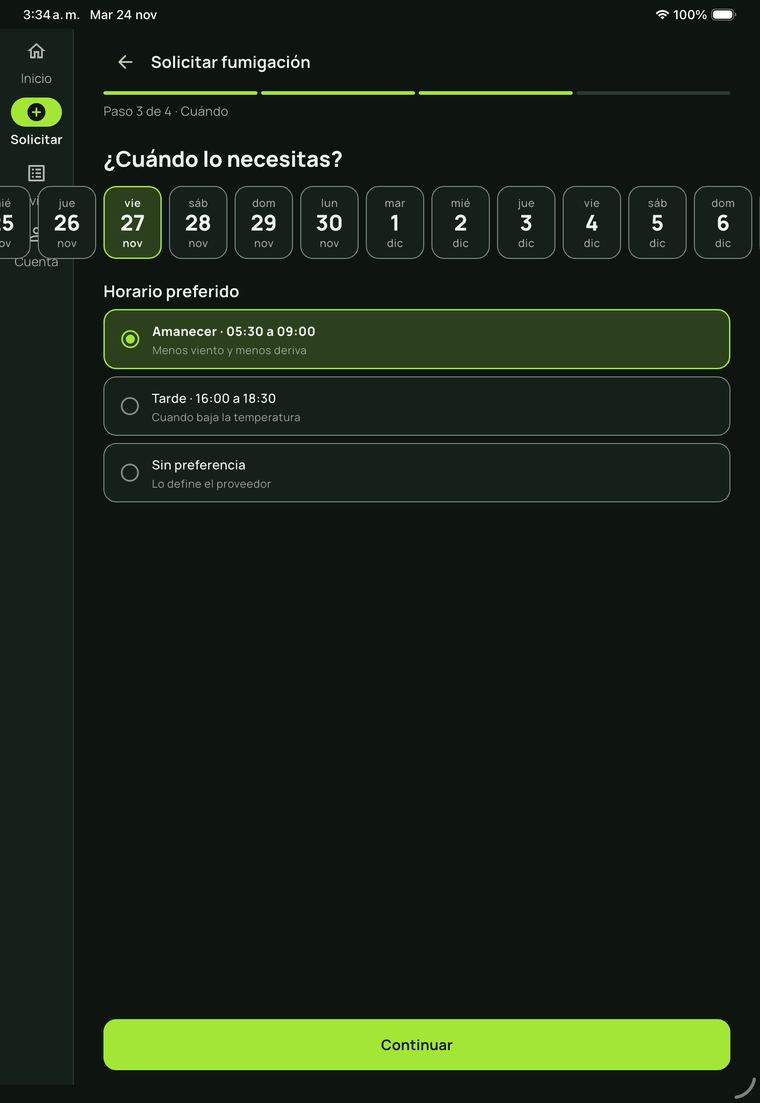 3:34 a. m. Mar 24 nov
100%
Inicio
Solicitar
Cuenta
Solicitar fumigación
Paso 3 de 4 · Cuándo
¿Cuándo lo necesitas?
jue vie sáb dom lun mar mié jue vie sáb dom
26 27 28 29 30 1 2 3 4 5 6
nov nov nov nov nov dic dic dic dic dic dic
Horario preferido
Amanecer · 05:30 a 09:00
Menos viento y menos deriva
Tarde · 16:00 a 18:30
Cuando baja la temperatura
Sin preferencia
Lo define el proveedor
Continuar